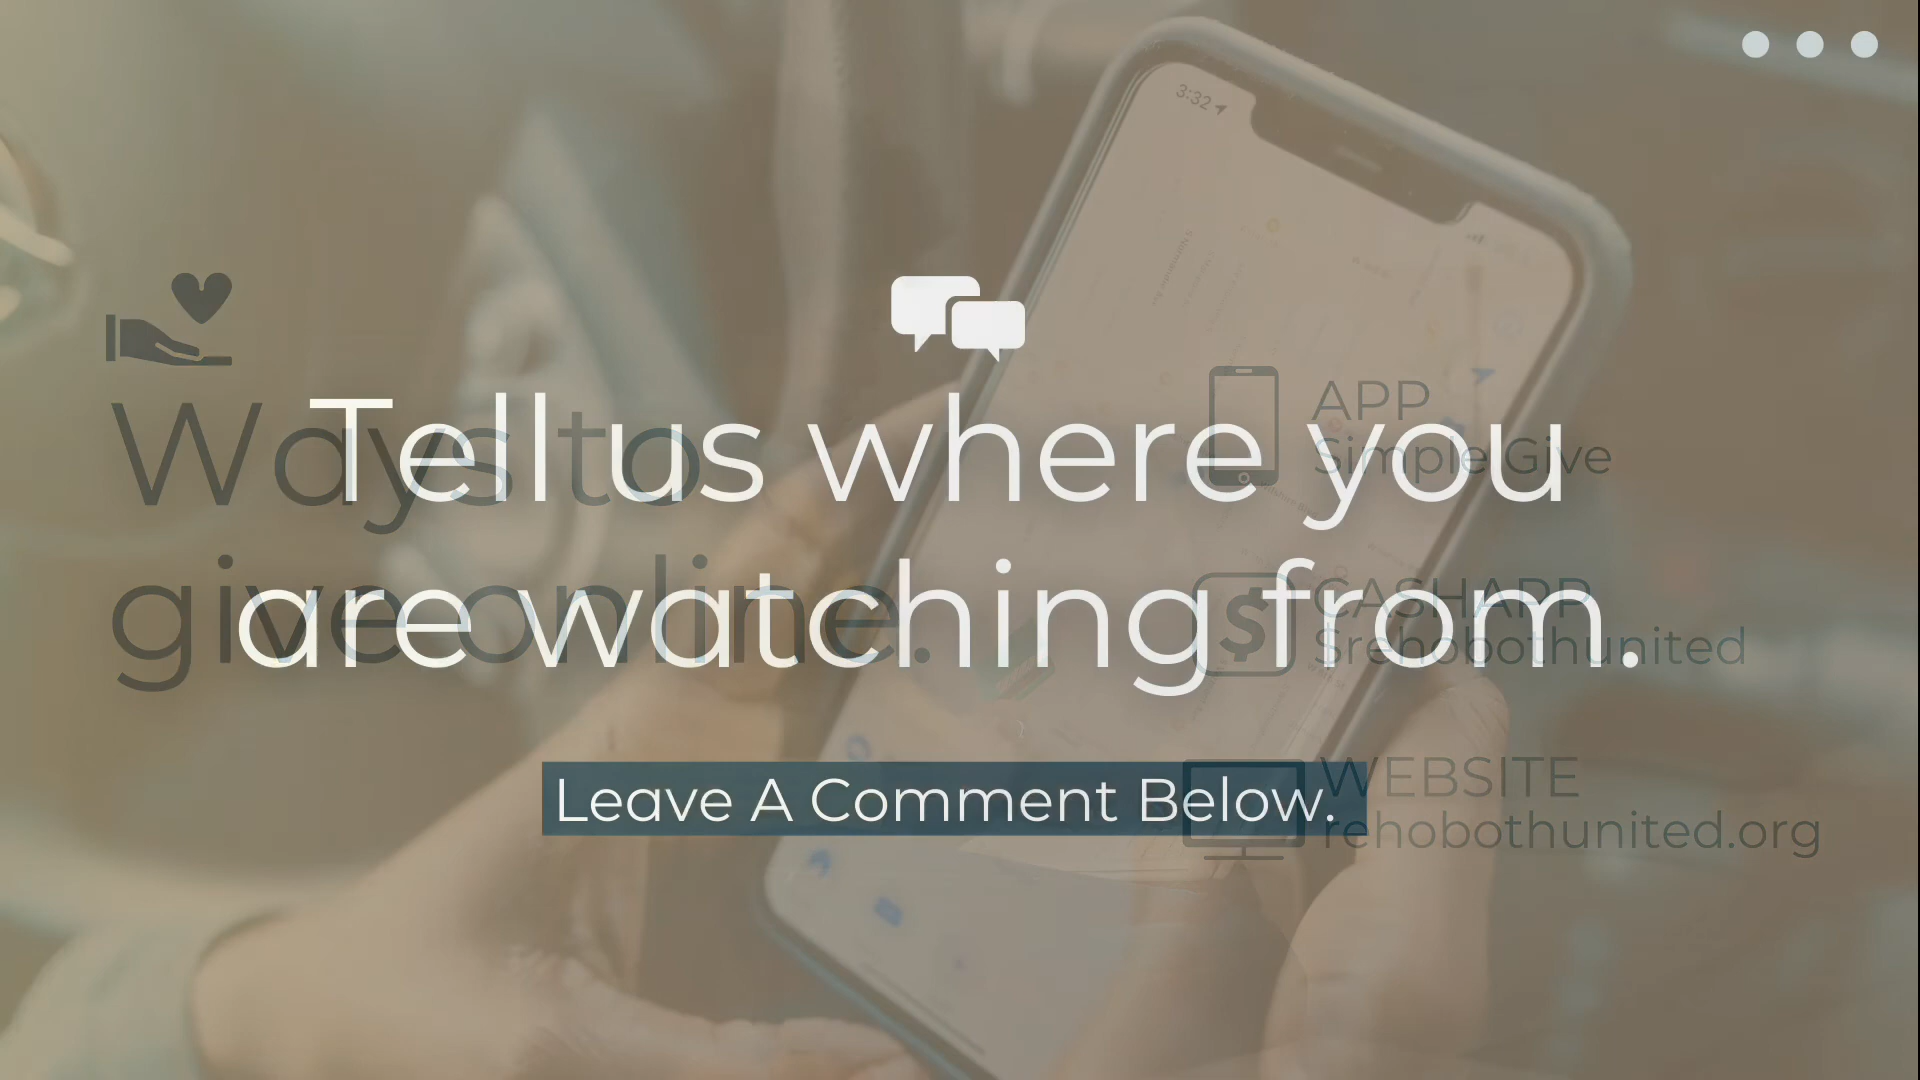 3:32
Tell us where you
are watching from.
Leave A Comment Below.
Ways to
give online.
APP
Simple Give
CASHAPP
$rehobothunited
WEBSITE
rehobothunited.org